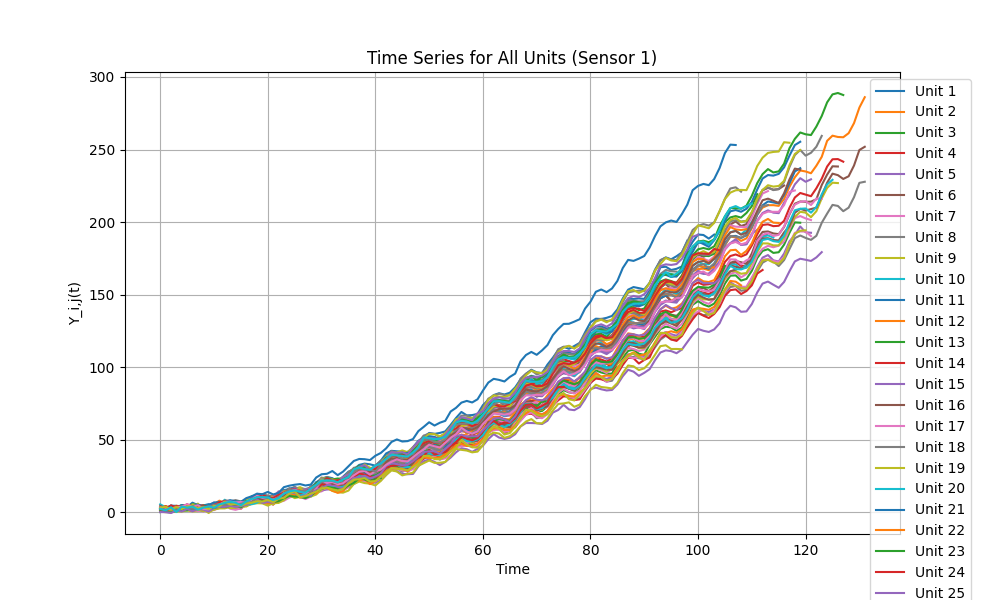 Time Series for All Units (Sensor 1)
300
250
200
150
100
50
0
Y_i,j(t)
0 20 40 60 80 100 120
Time
Unit 1
Unit 2
Unit 3
Unit 4
Unit 5
Unit 6
Unit 7
Unit 8
Unit 9
Unit 10
Unit 11
Unit 12
Unit 13
Unit 14
Unit 15
Unit 16
Unit 17
Unit 18
Unit 19
Unit 20
Unit 21
Unit 22
Unit 23
Unit 24
Unit 25